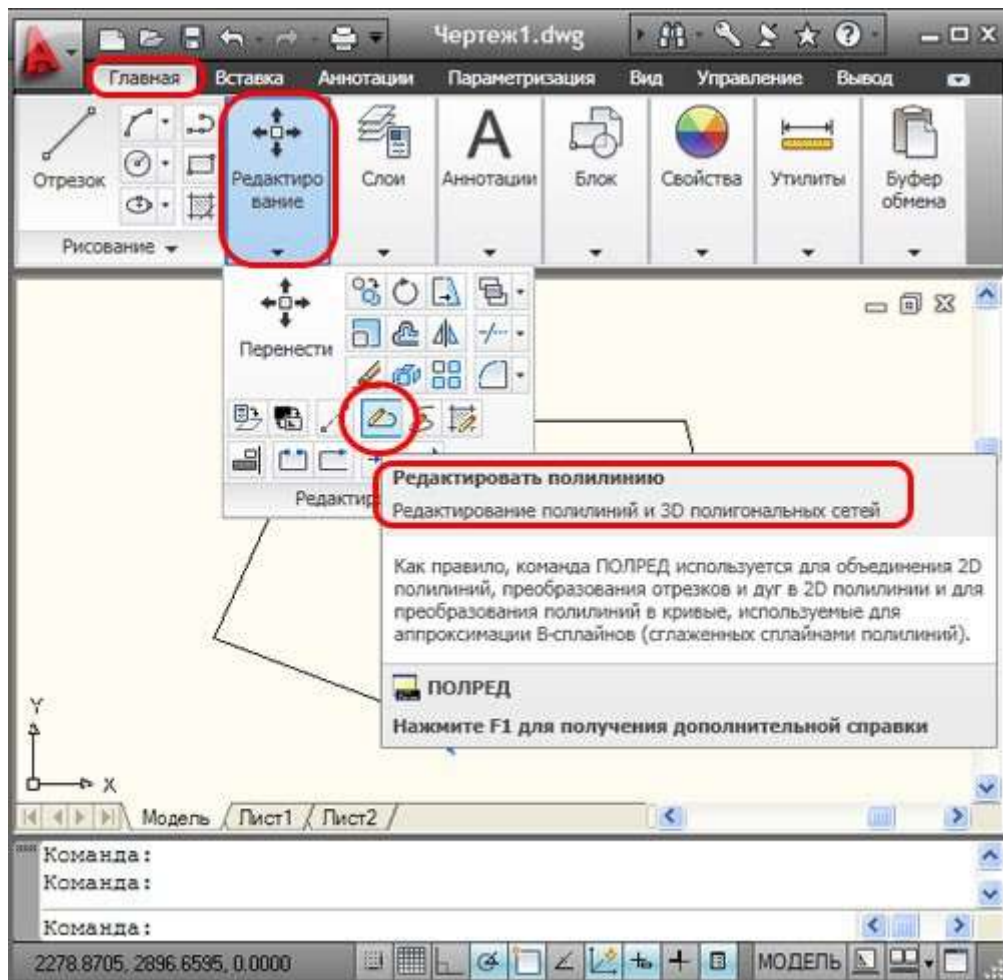 Чертеж1.dwg
Главная Вставка Аннотации Параметризация Вид Управление Вывод
Отрезок
Редактиро
вание
Слои
Аннотации
Блок
Свойства
Утилиты
Буфер
обмена
Рисование
Перенести
Редактир
Редактировать полилинию
Редактирование полилиний и 3D полигональных сетей
Как правило, команда ПОЛРЕД используется для объединения 2D
полилиний, преобразования отрезков и дуг в 2D полилинии и для
преобразования полилиний в кривые, используемые для
аппроксимации В-сплайнов (сглаженных сплайнами полилиний).
ПОЛРЕД
Нажмите F1 для получения дополнительной справки
Y
X
Модель Лист1 Лист2
Команда:
Команда:
Команда:
2278.8705, 2896.6595, 0.0000
МОДЕЛЬ